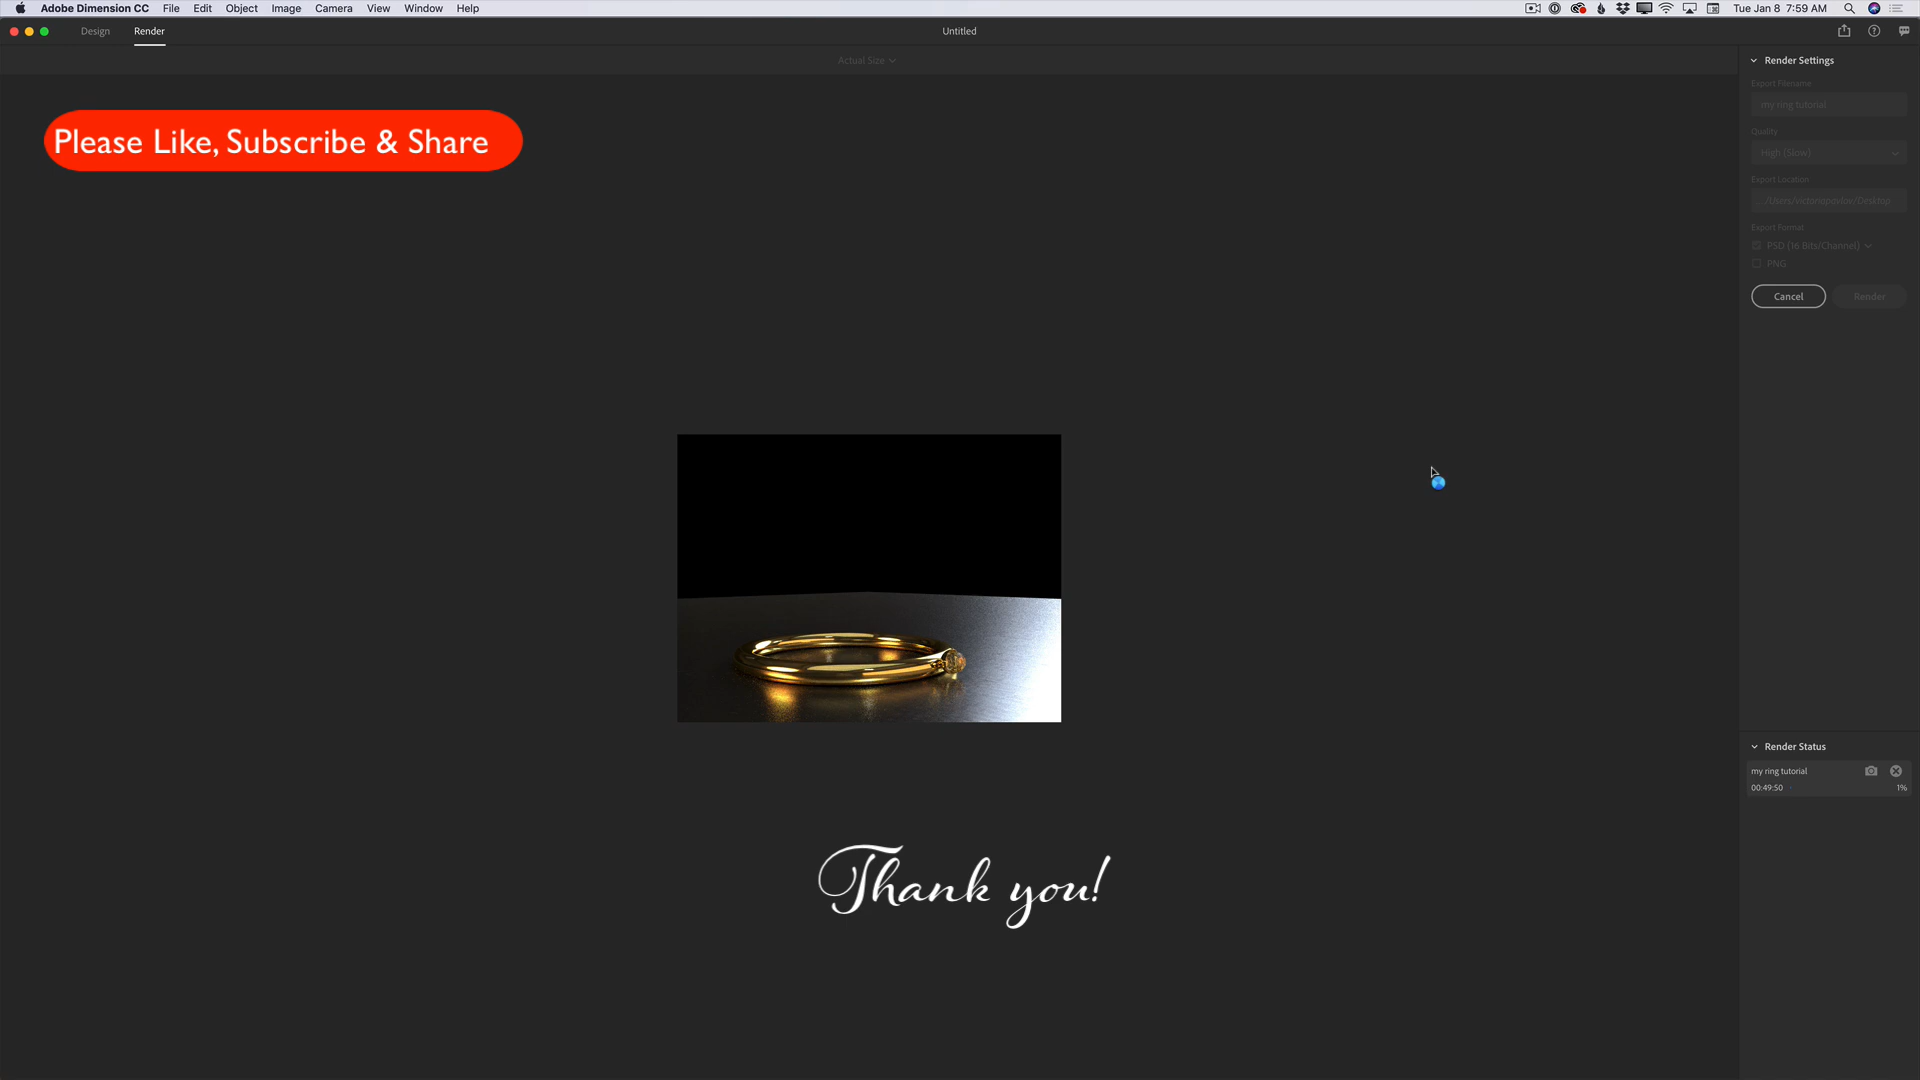 Adobe Dimension CC File Edit Object Image Camera View Window Help Tue Jan 8 7:59 AM
Design Render Untitled
Actual Size
Render Settings
Export Filename
my ring tutorial
Quality
High (Slow)
Export Location
.../Users/victoriapavlov/Desktop
Export Format
PSD (16 Bits/Channel)
PNG
Cancel Render
Please Like, Subscribe & Share
Render Status
my ring tutorial
00:49:50 1%
Thank you!